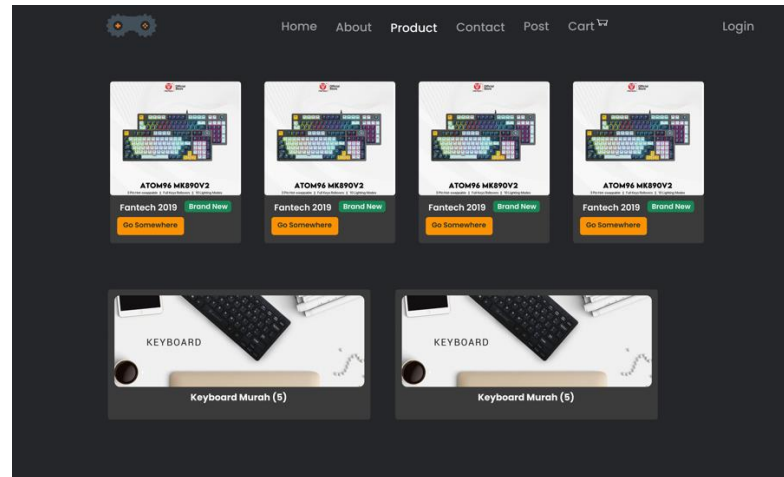 Home About Product Contact Post Cart Login
ATOM96 MK890V2 ATOM96 MK890V2 ATOM96 MK890V2 ATOM96 MK890V2
Fantech 2019 Brand New Fantech 2019 Brand New Fantech 2019 Brand New Fantech 2019 Brand New
Go Somewhere Go Somewhere Go Somewhere Go Somewhere
KEYBOARD KEYBOARD
Keyboard Murah (5) Keyboard Murah (5)